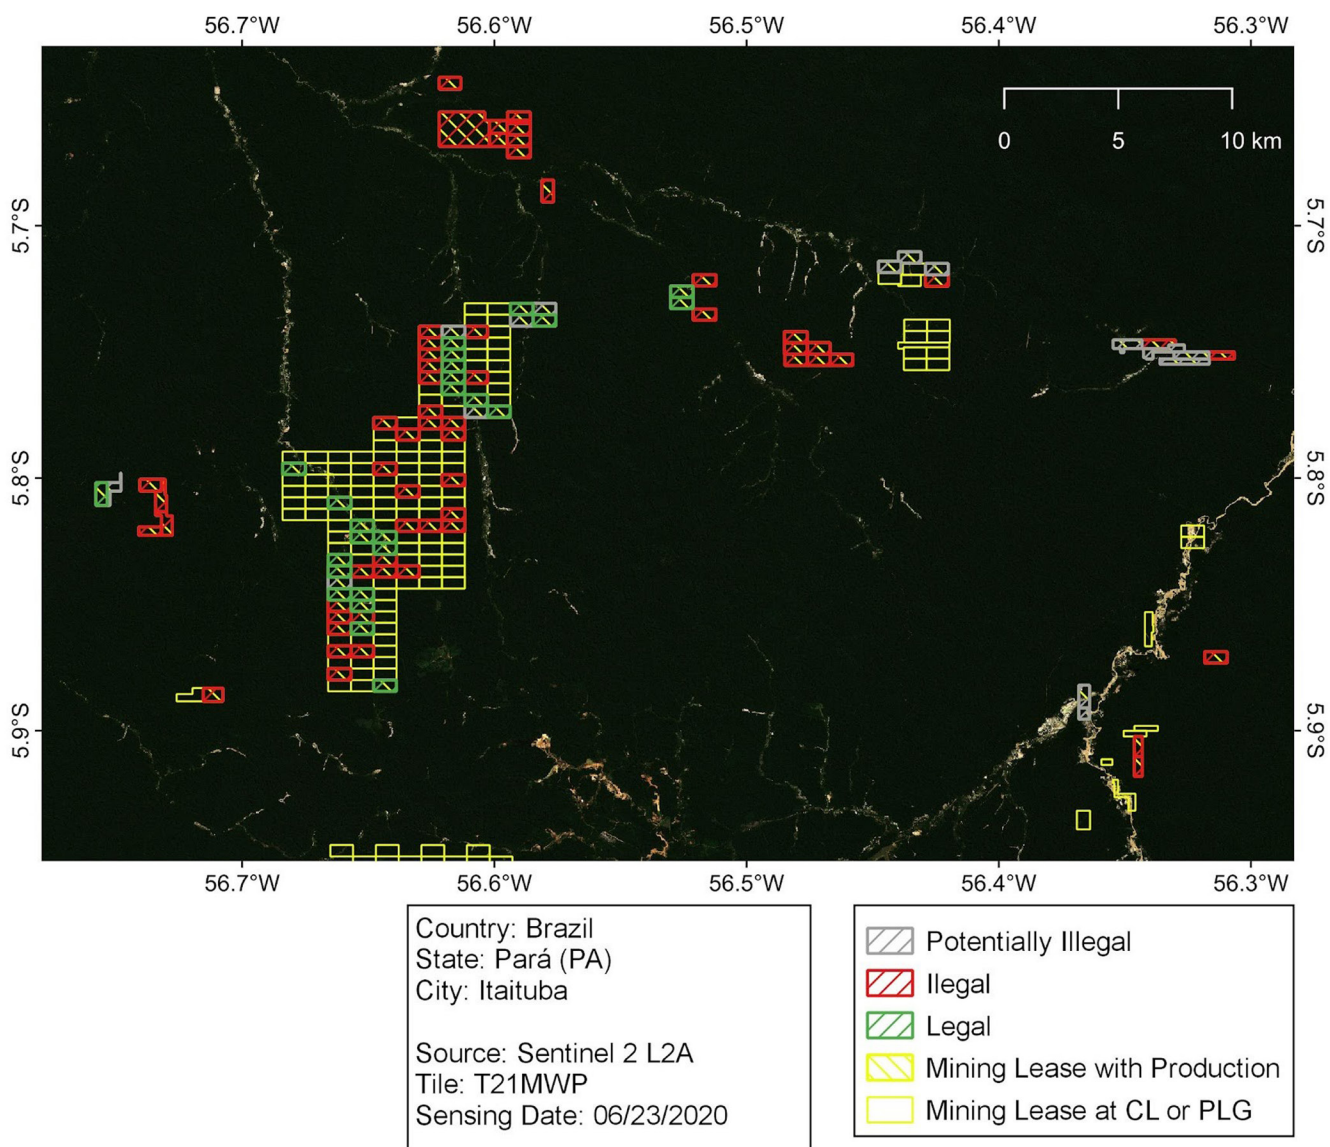 56.7°W 56.6°W 56.5°W 56.4°W 56.3°W
0 5 10 km
5.7°S 5.7°S
5.8°S 5.8°S
5.9°S 5.9°S
56.7°W 56.6°W 56.5°W 56.4°W 56.3°W
Country: Brazil
State: Pará (PA)
City: Itaituba
Source: Sentinel 2 L2A
Tile: T21MWP
Sensing Date: 06/23/2020
Potentially Illegal
Ilegal
Legal
Mining Lease with Production
Mining Lease at CL or PLG